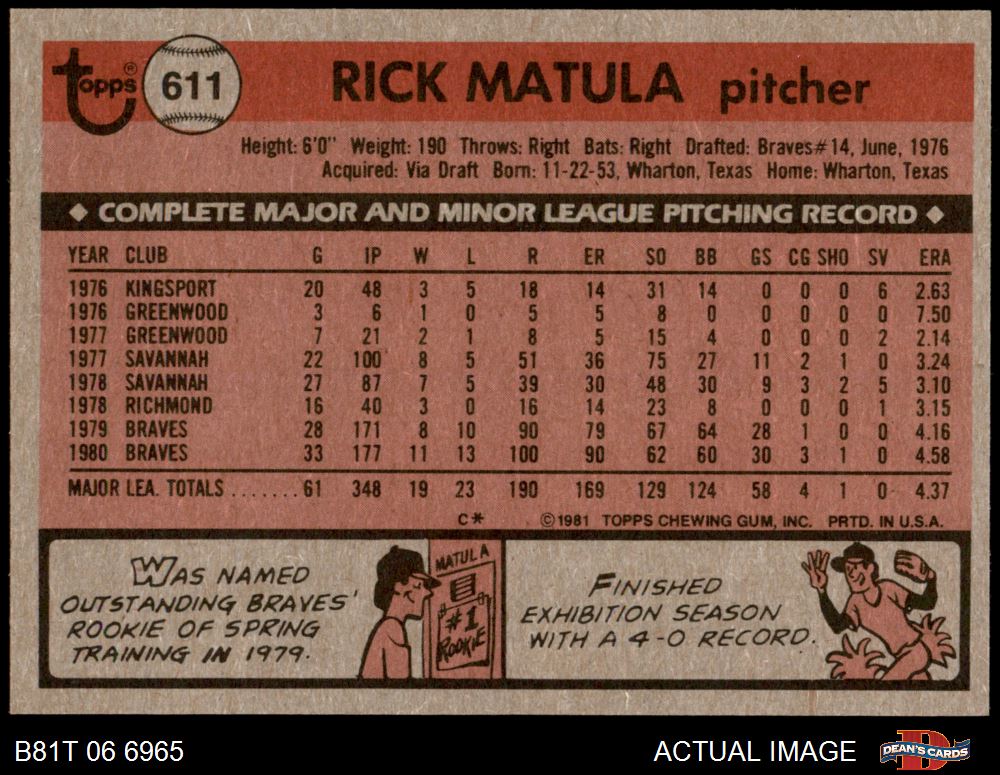 topps® 611 RICK MATULA pitcher
Height: 6'0" Weight: 190 Throws: Right Bats: Right Drafted: Braves#14, June, 1976
Acquired: Via Draft Born: 11-22-53, Wharton, Texas Home: Wharton, Texas
◆ COMPLETE MAJOR AND MINOR LEAGUE PITCHING RECORD ◆
YEAR CLUB G IP W L R ER SO BB GS CG SHO SV ERA
1976 KINGSPORT 20 48 3 5 18 14 31 14 0 0 0 6 2.63
1976 GREENWOOD 3 6 1 0 5 5 8 0 0 0 0 0 7.50
1977 GREENWOOD 7 21 2 1 8 5 15 4 0 0 0 2 2.14
1977 SAVANNAH 22 100 8 5 51 36 75 27 11 2 1 0 3.24
1978 SAVANNAH 27 87 7 5 39 30 48 30 9 3 2 5 3.10
1978 RICHMOND 16 40 3 0 16 14 23 8 0 0 0 1 3.15
1979 BRAVES 28 171 8 10 90 79 67 64 28 1 0 0 4.16
1980 BRAVES 33 177 11 13 100 90 62 60 30 3 1 0 4.58
MAJOR LEA. TOTALS ....... 61 348 19 23 190 169 129 124 58 4 1 0 4.37
C* ©1981 TOPPS CHEWING GUM, INC. PRTD. IN U.S.A.
WAS NAMED
OUTSTANDING BRAVES'
ROOKIE OF SPRING
TRAINING IN 1979.
MATULA
#1
ROOKIE
FINISHED
EXHIBITION SEASON
WITH A 4-0 RECORD.
B81T 06 6965 ACTUAL IMAGE DEAN'S CARDS